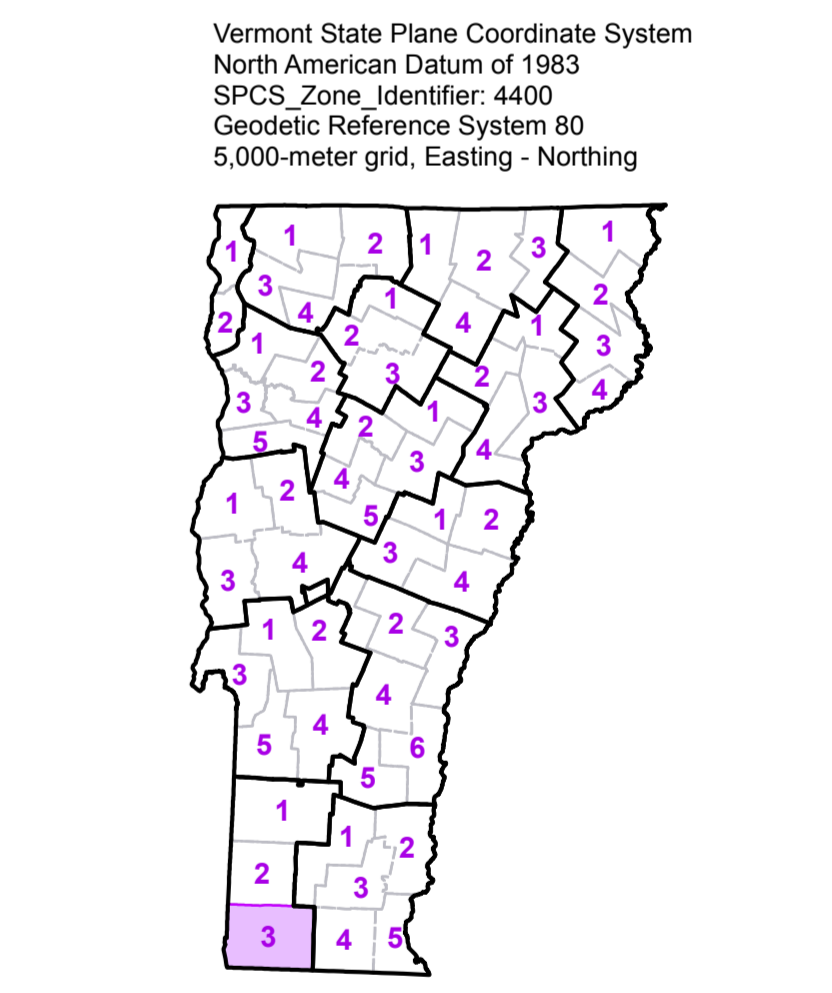 Vermont State Plane Coordinate System
North American Datum of 1983
SPCS_Zone_Identifier: 4400
Geodetic Reference System 80
5,000-meter grid, Easting - Northing
1 1 2 1 2 3 1
3 4 1 4 1 2
2 1 2 3 2 3
2 3 4 1 3 4
5 2 3 4
1 2 4 5 1 2
3 4 3 4
1 2 2 3
3 4 4
5 6
5
1
1 2
2 3
3 4 5